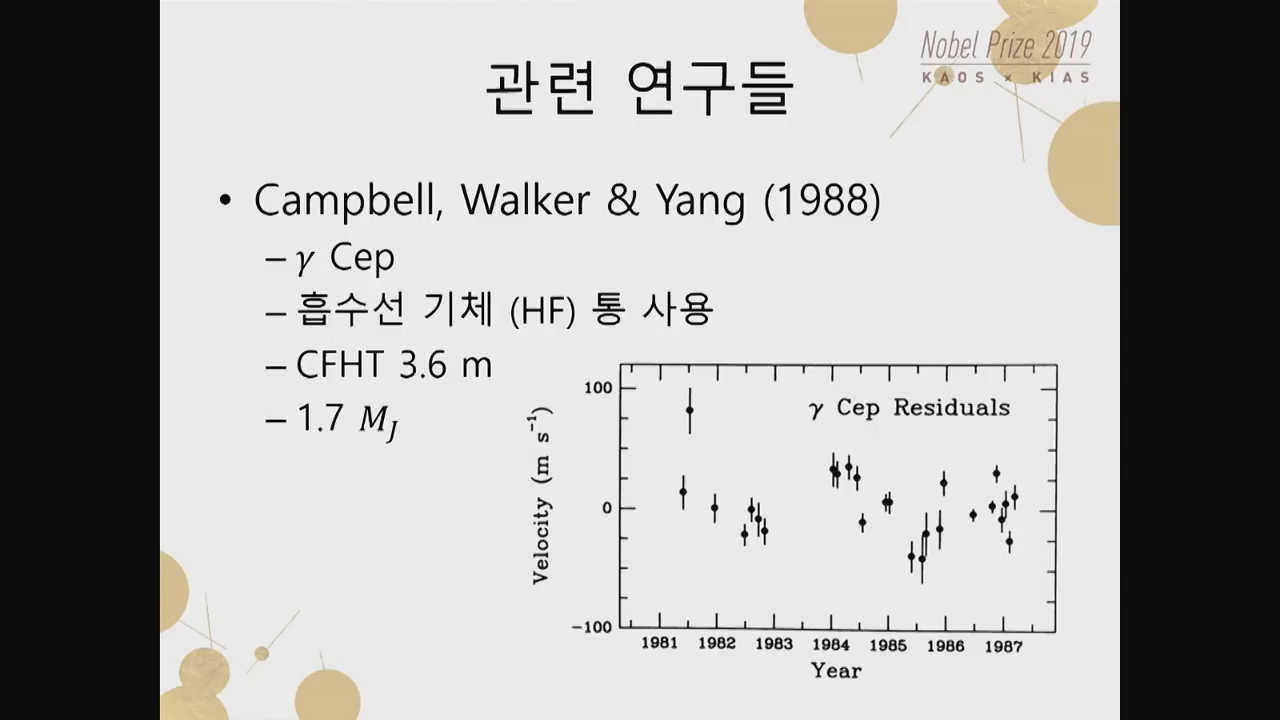 Nobel Prize 2019
KAOS × KIAS
관련 연구들
• Campbell, Walker & Yang (1988)
– γ Cep
– 흡수선 기체 (HF) 통 사용
– CFHT 3.6 m
– 1.7 M_J
γ Cep Residuals
Velocity (m s⁻¹)
100
0
−100
1981 1982 1983 1984 1985 1986 1987
Year